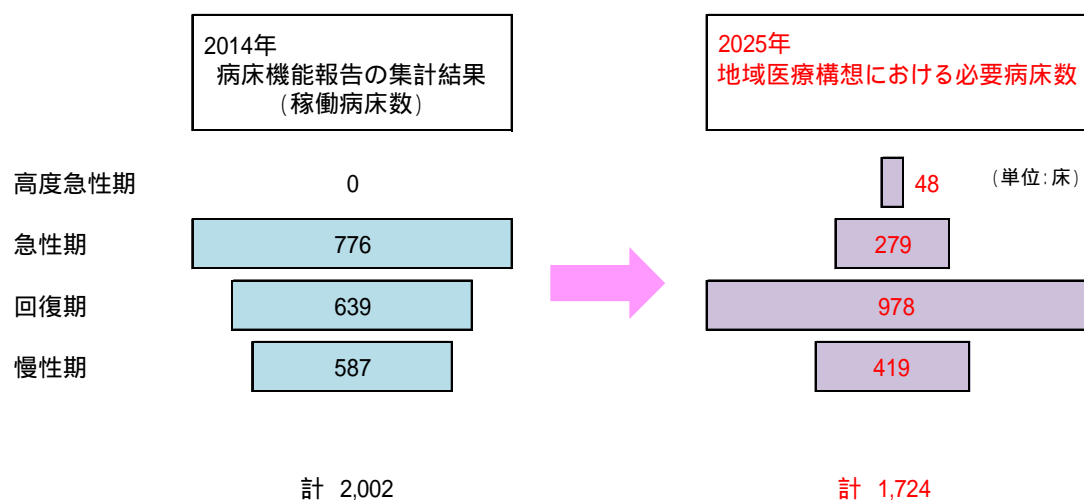 2014年
病床機能報告の集計結果
(稼働病床数)
2025年
地域医療構想における必要病床数
高度急性期
0
48
(単位:床)
急性期
776
279
回復期
639
978
慢性期
587
419
計 2,002
計 1,724